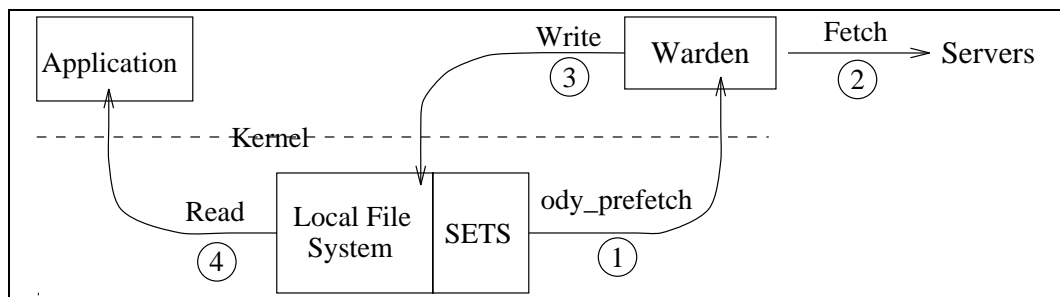 Write
Fetch
Application
Warden
Servers
3
2
Kernel
ody_prefetch
Read
Local File
System
SETS
4
1